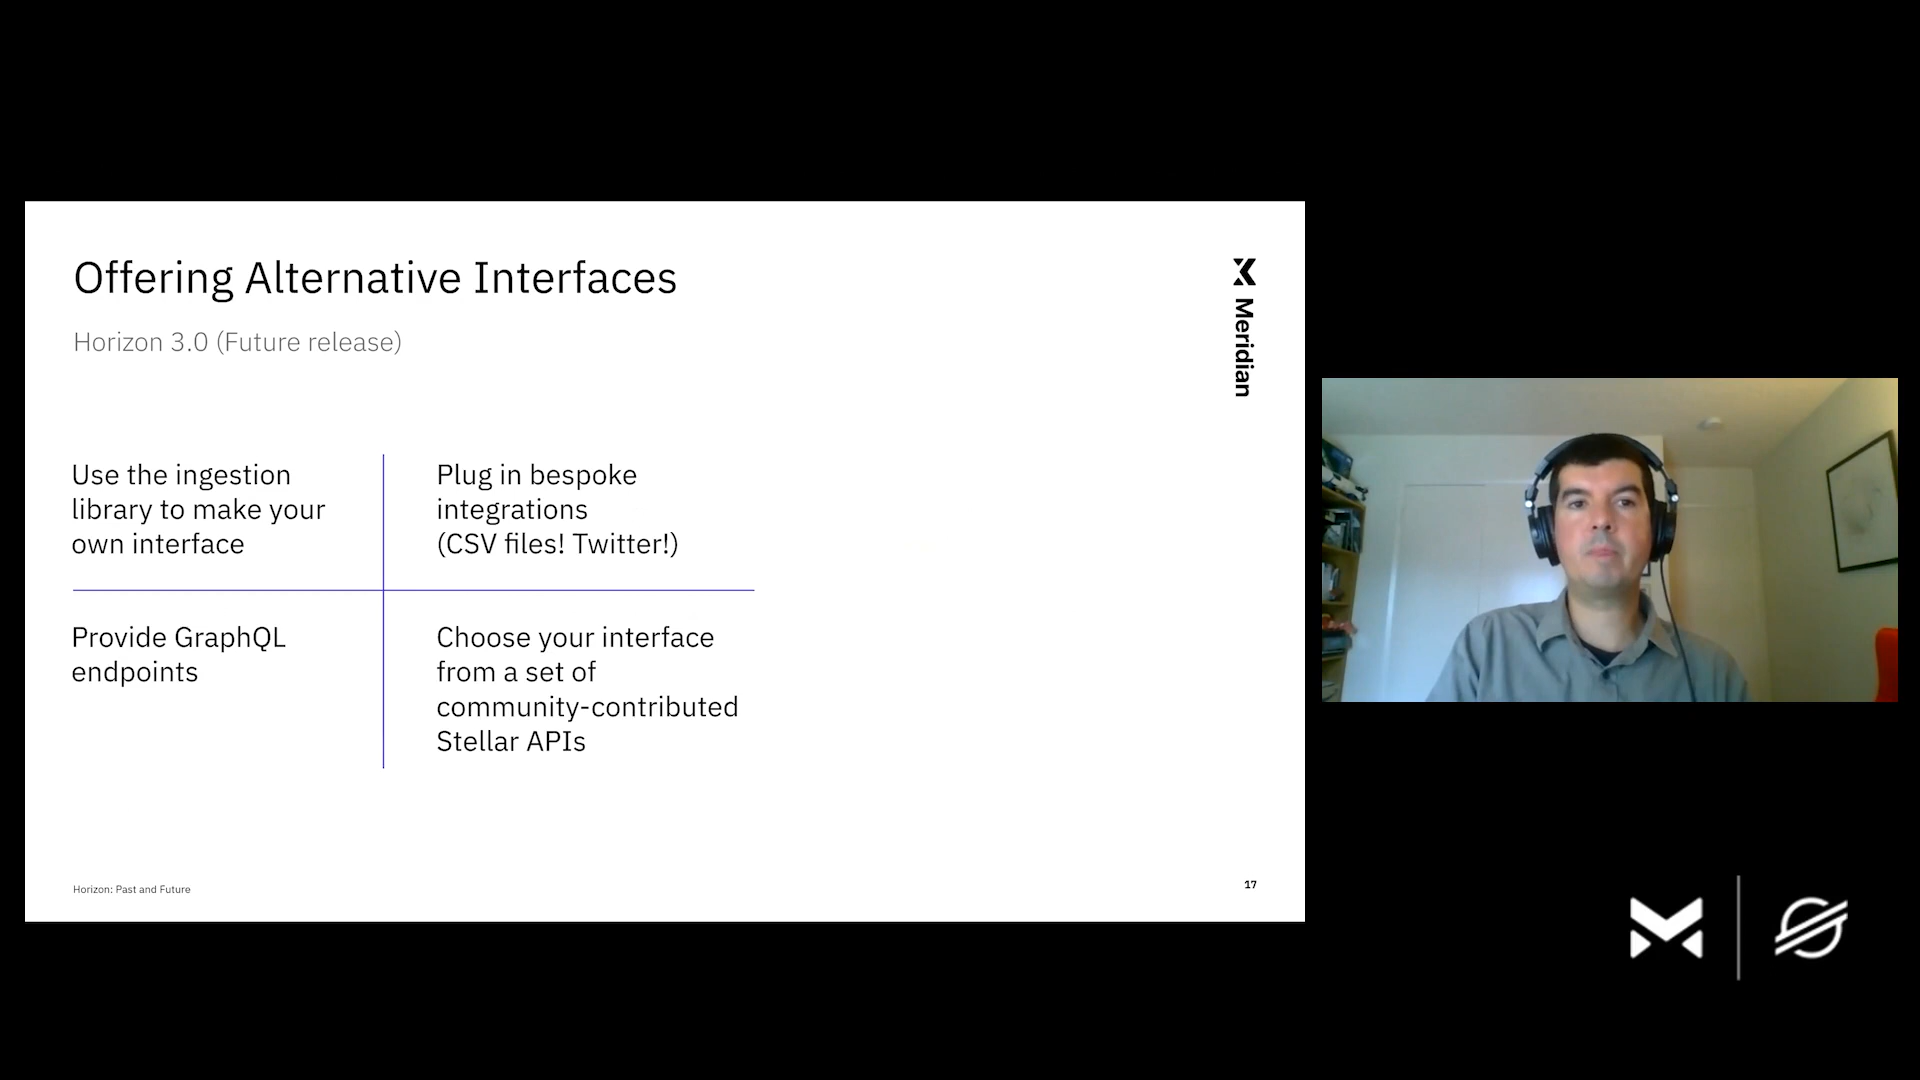 Offering Alternative Interfaces
Horizon 3.0 (Future release)
Meridian
Use the ingestion
library to make your
own interface
Plug in bespoke
integrations
(CSV files! Twitter!)
Provide GraphQL
endpoints
Choose your interface
from a set of
community-contributed
Stellar APIs
Horizon: Past and Future
17